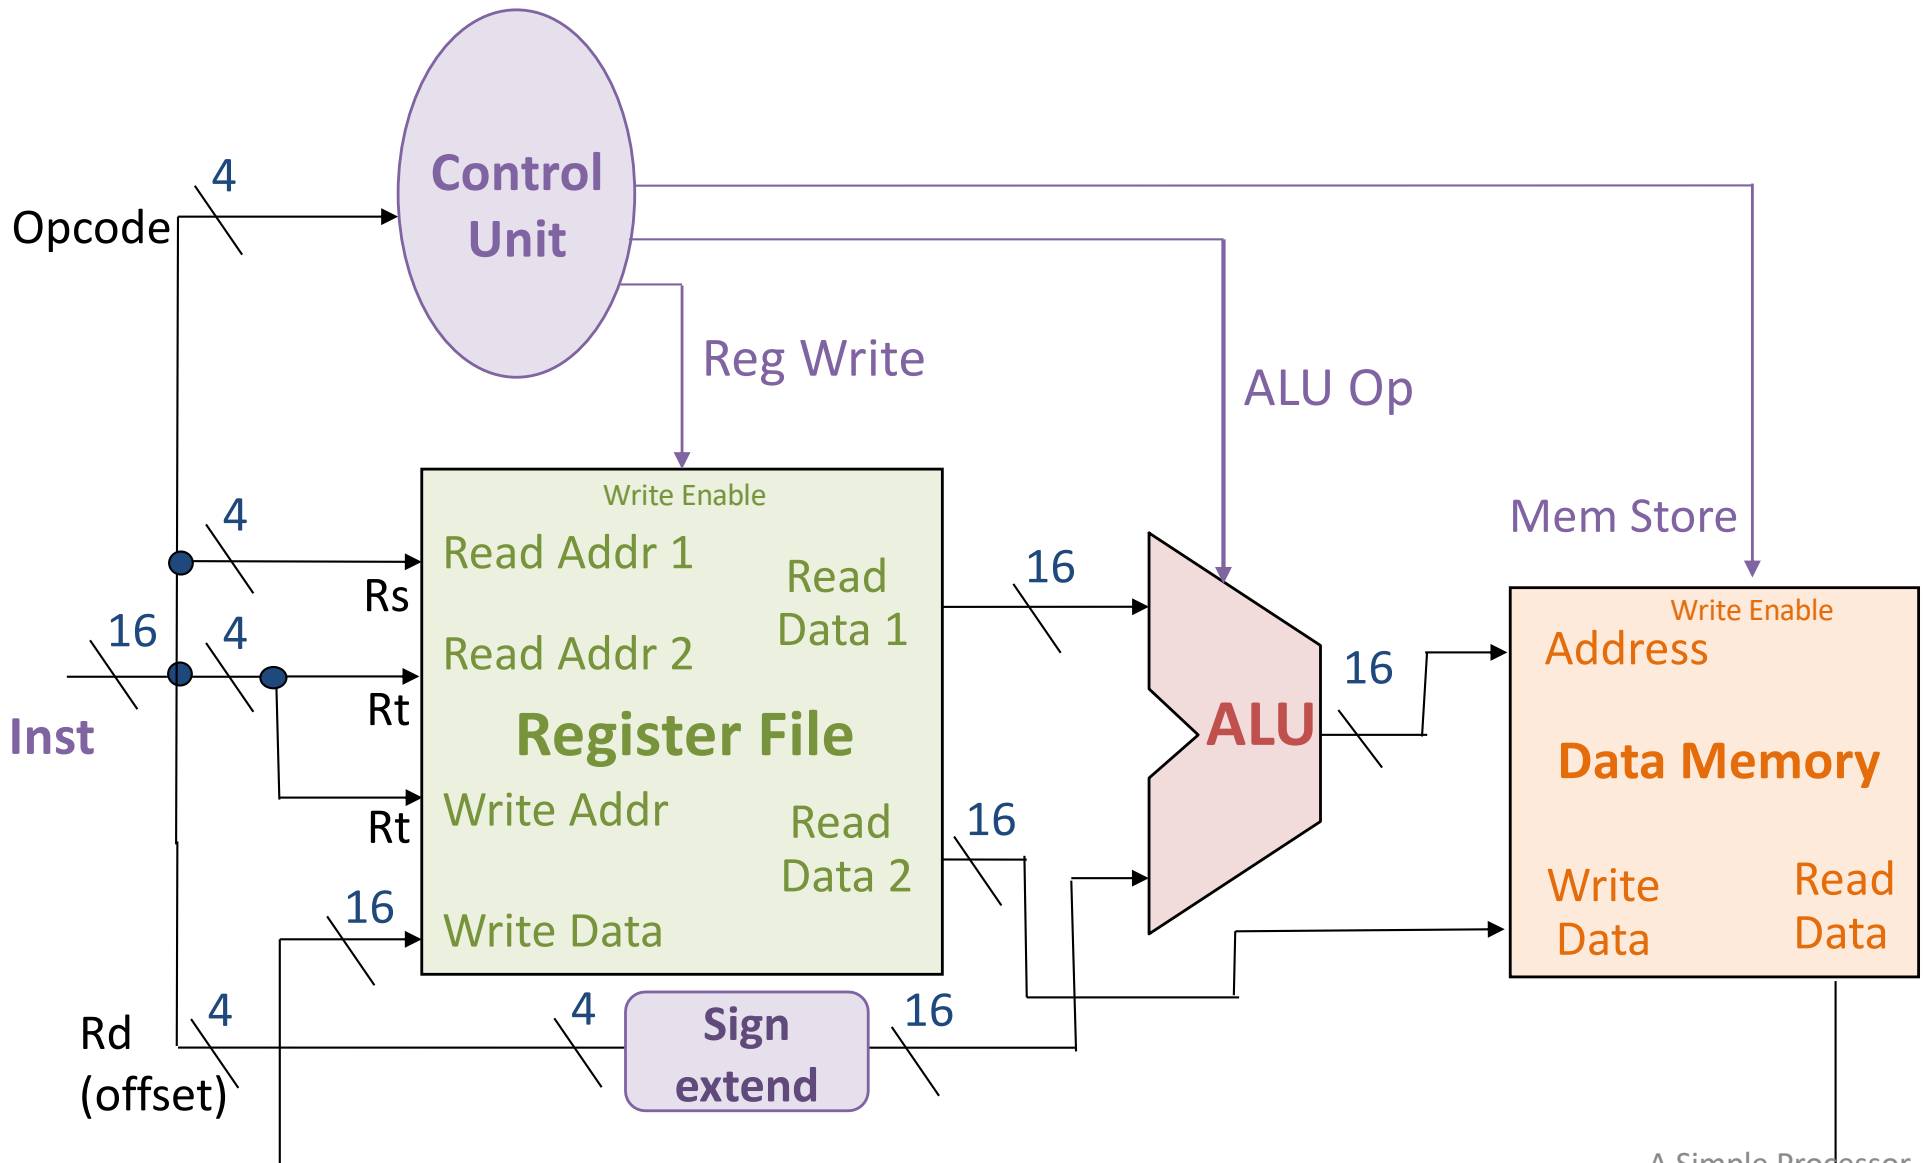 4
Opcode
Control
Unit
Reg Write
ALU Op
Mem Store
4
Rs
16
4
Rt
Inst
Rt
16
Write Enable
Read Addr 1
Read
Data 1
Read Addr 2
Register File
Write Addr
Read
Data 2
Write Data
16
16
ALU
16
Write Enable
Address
Data Memory
Write
Data
Read
Data
Rd
(offset)
4
4
Sign
extend
16
A Simple Processor